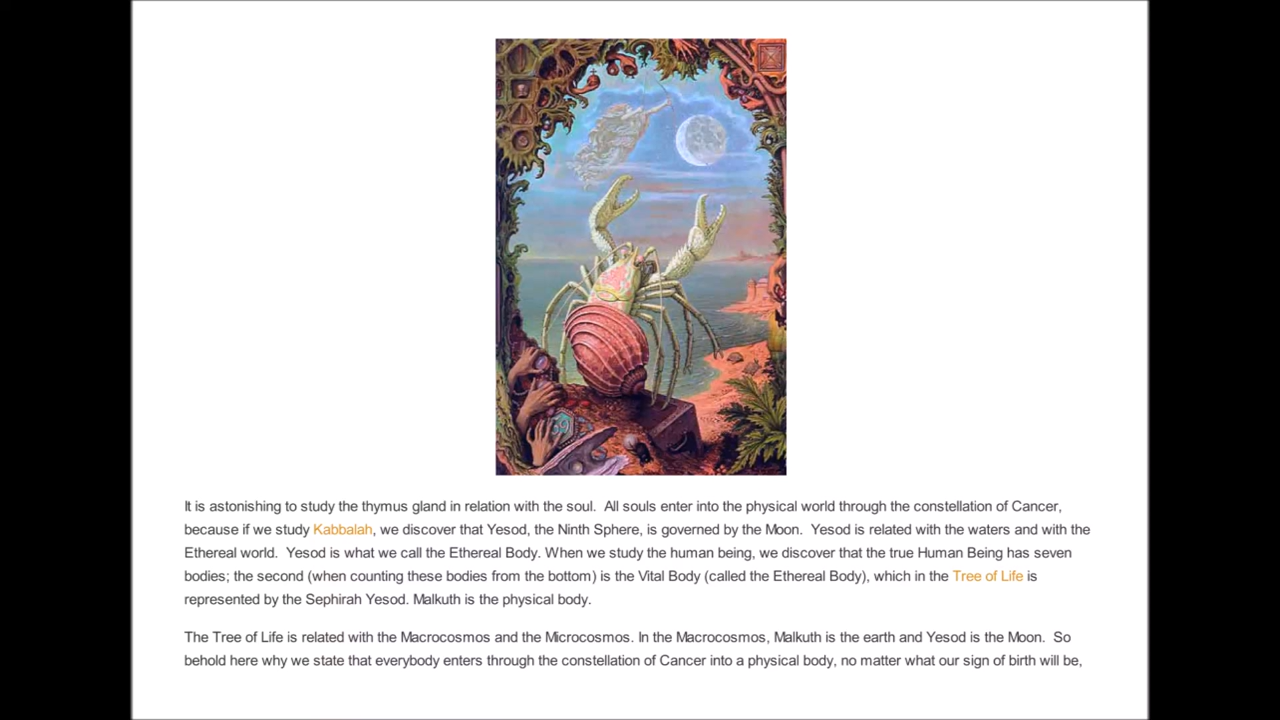 39
It is astonishing to study the thymus gland in relation with the soul.  All souls enter into the physical world through the constellation of Cancer,
because if we study Kabbalah, we discover that Yesod, the Ninth Sphere, is governed by the Moon.  Yesod is related with the waters and with the
Ethereal world.  Yesod is what we call the Ethereal Body. When we study the human being, we discover that the true Human Being has seven
bodies; the second (when counting these bodies from the bottom) is the Vital Body (called the Ethereal Body), which in the Tree of Life is
represented by the Sephirah Yesod. Malkuth is the physical body.
The Tree of Life is related with the Macrocosmos and the Microcosmos. In the Macrocosmos, Malkuth is the earth and Yesod is the Moon.  So
behold here why we state that everybody enters through the constellation of Cancer into a physical body, no matter what our sign of birth will be,